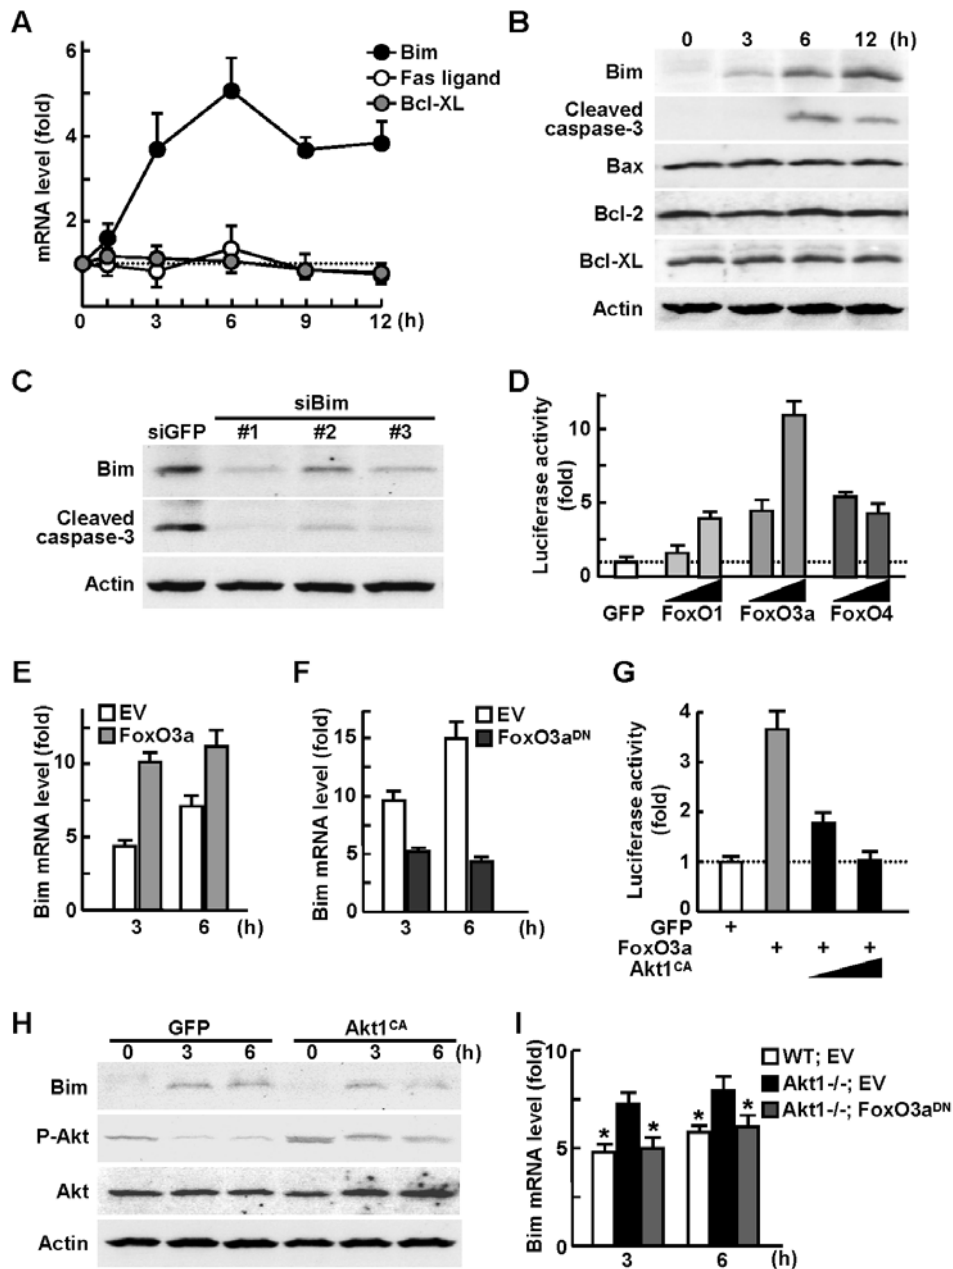 A
mRNA level (fold)
6
4
2
0 3 6 9 12 (h)
Bim
Fas ligand
Bcl-XL
B
0 3 6 12 (h)
Bim
Cleaved
caspase-3
Bax
Bcl-2
Bcl-XL
Actin
C
siBim
siGFP #1 #2 #3
Bim
Cleaved
caspase-3
Actin
D
Luciferase activity
(fold)
10
5
0
GFP FoxO1 FoxO3a FoxO4
E
Bim mRNA level (fold)
EV
FoxO3a
10
5
0
3 6 (h)
F
Bim mRNA level (fold)
EV
FoxO3aDN
15
10
5
0
3 6 (h)
G
Luciferase activity
(fold)
4
3
2
1
0
GFP +
FoxO3a + + +
Akt1CA
H
GFP Akt1CA
0 3 6 0 3 6 (h)
Bim
P-Akt
Akt
Actin
I
Bim mRNA level (fold)
WT; EV
Akt1-/-; EV
Akt1-/-; FoxO3aDN
10
5
0
* * * *
3 6 (h)